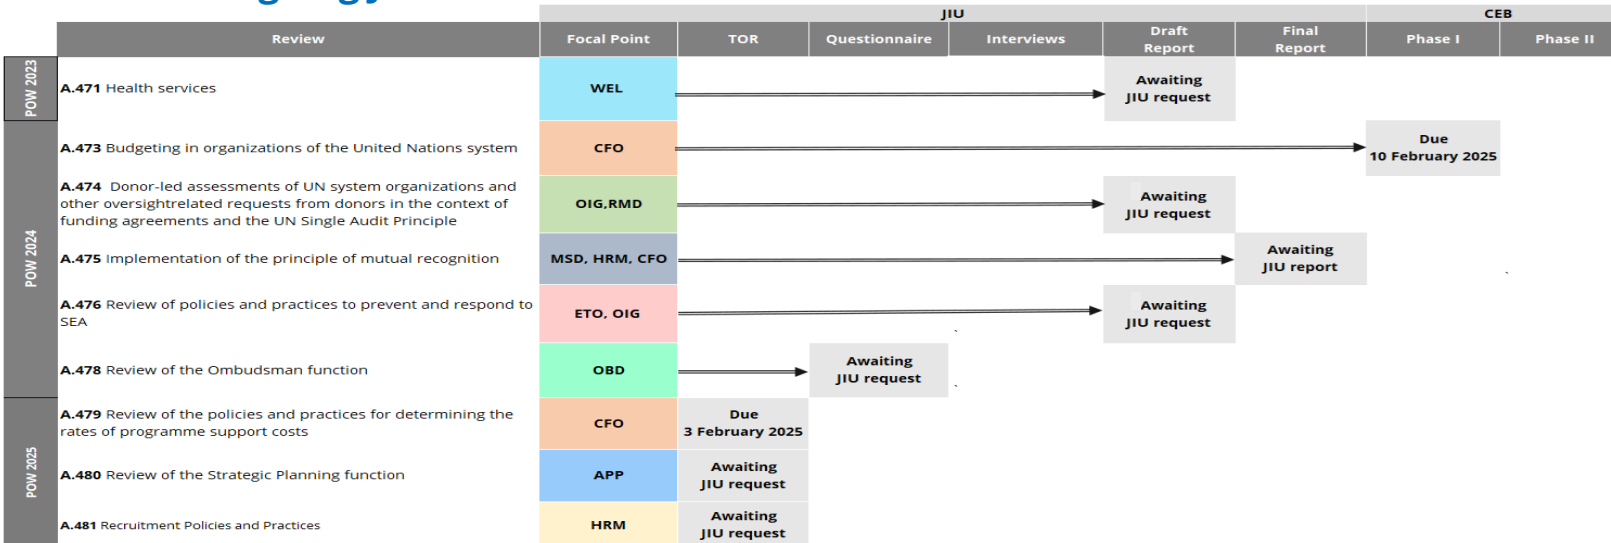 JIU CEB
Review Focal Point TOR Questionnaire Interviews Draft Report Final Report Phase I Phase II
POW 2023
A.471 Health services WEL Awaiting JIU request
POW 2024
A.473 Budgeting in organizations of the United Nations system CFO Due 10 February 2025
A.474 Donor-led assessments of UN system organizations and
other oversightrelated requests from donors in the context of
funding agreements and the UN Single Audit Principle
OIG,RMD Awaiting JIU request
A.475 Implementation of the principle of mutual recognition MSD, HRM, CFO Awaiting JIU report
A.476 Review of policies and practices to prevent and respond to
SEA
ETO, OIG Awaiting JIU request
A.478 Review of the Ombudsman function OBD Awaiting JIU request
POW 2025
A.479 Review of the policies and practices for determining the
rates of programme support costs
CFO Due 3 February 2025
A.480 Review of the Strategic Planning function APP Awaiting JIU request
A.481 Recruitment Policies and Practices HRM Awaiting JIU request